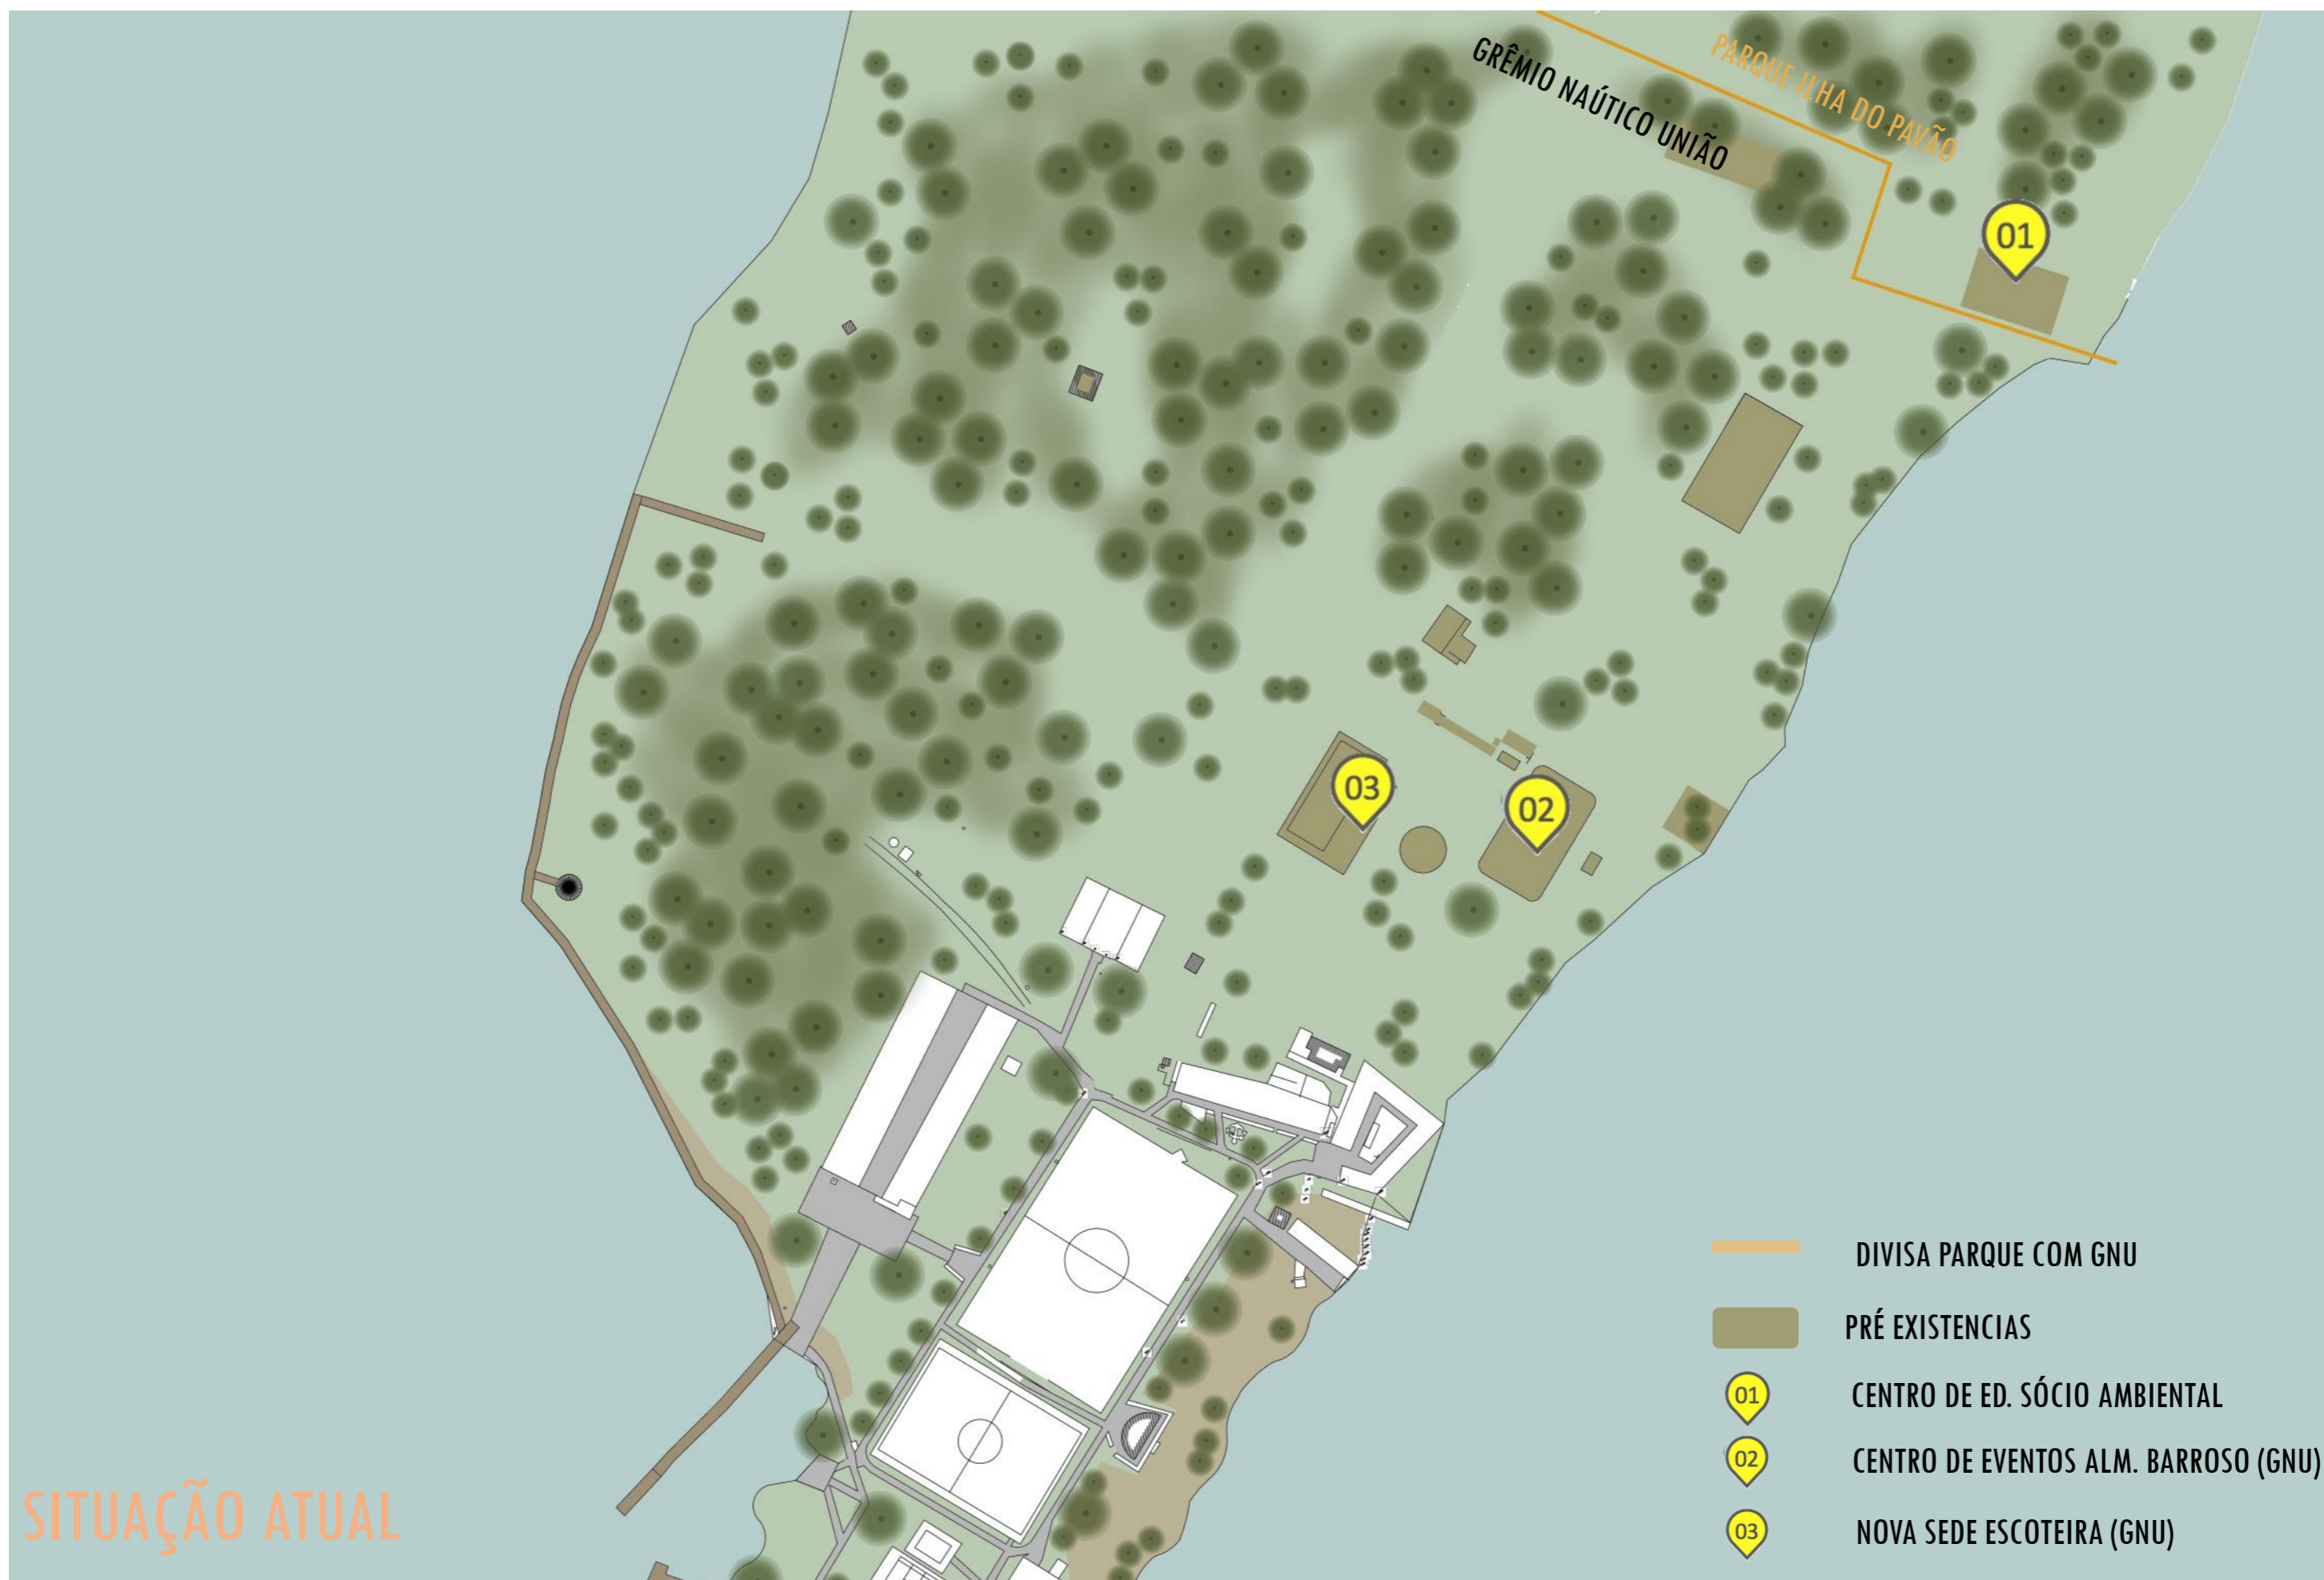 GRÊMIO NAÚTICO UNIÃO
PARQUE ILHA DO PAVÃO
01
03
02
DIVISA PARQUE COM GNU
PRÉ EXISTENCIAS
01 CENTRO DE ED. SÓCIO AMBIENTAL
02 CENTRO DE EVENTOS ALM. BARROSO (GNU)
03 NOVA SEDE ESCOTEIRA (GNU)
SITUAÇÃO ATUAL